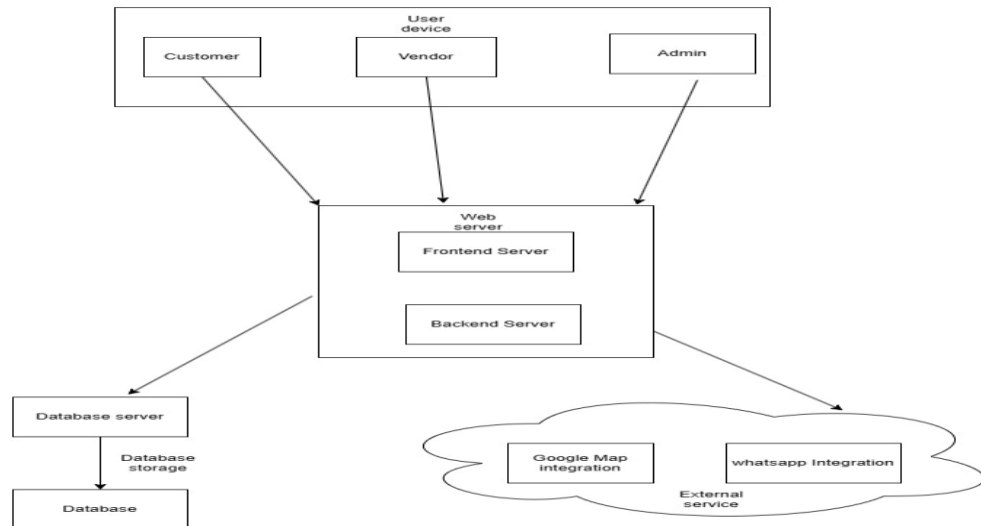 User
device
Customer
Vendor
Admin
Web
server
Frontend Server
Backend Server
Database server
Database
storage
Database
Google Map
integration
whatsapp Integration
External
service